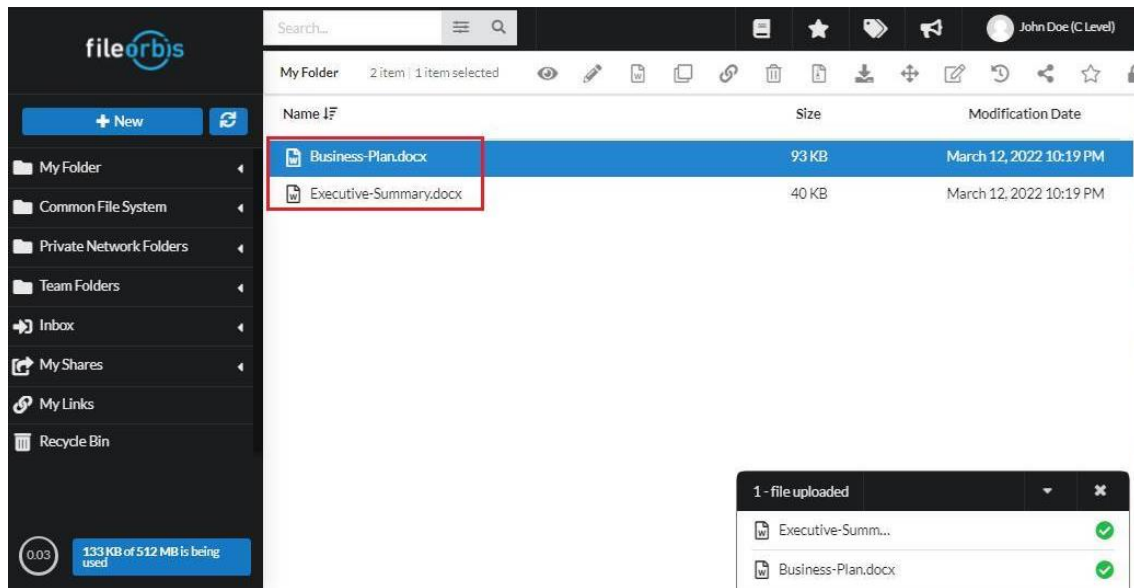 fileorbis
Search...
John Doe (C Level)
My Folder 2 item 1 item selected
+ New
Name Size Modification Date
Business-Plan.docx 93 KB March 12, 2022 10:19 PM
Executive-Summary.docx 40 KB March 12, 2022 10:19 PM
My Folder
Common File System
Private Network Folders
Team Folders
Inbox
My Shares
My Links
Recycle Bin
0.03
133 KB of 512 MB is being
used
1 - file uploaded
Executive-Summ...
Business-Plan.docx